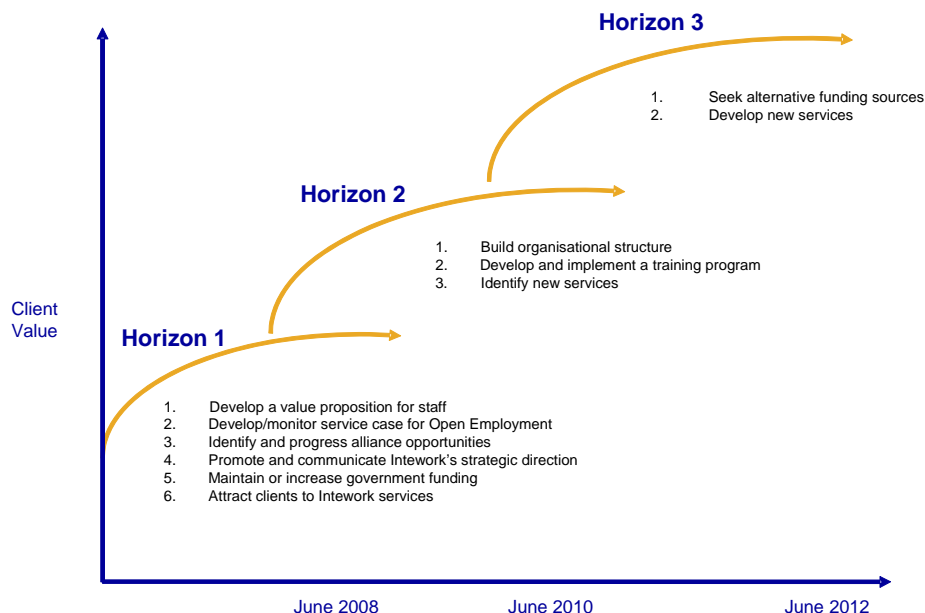 Horizon 3
1. Seek alternative funding sources
2. Develop new services
Horizon 2
1. Build organisational structure
2. Develop and implement a training program
3. Identify new services
Client
Value
Horizon 1
1. Develop a value proposition for staff
2. Develop/monitor service case for Open Employment
3. Identify and progress alliance opportunities
4. Promote and communicate Intework's strategic direction
5. Maintain or increase government funding
6. Attract clients to Intework services
June 2008 June 2010 June 2012